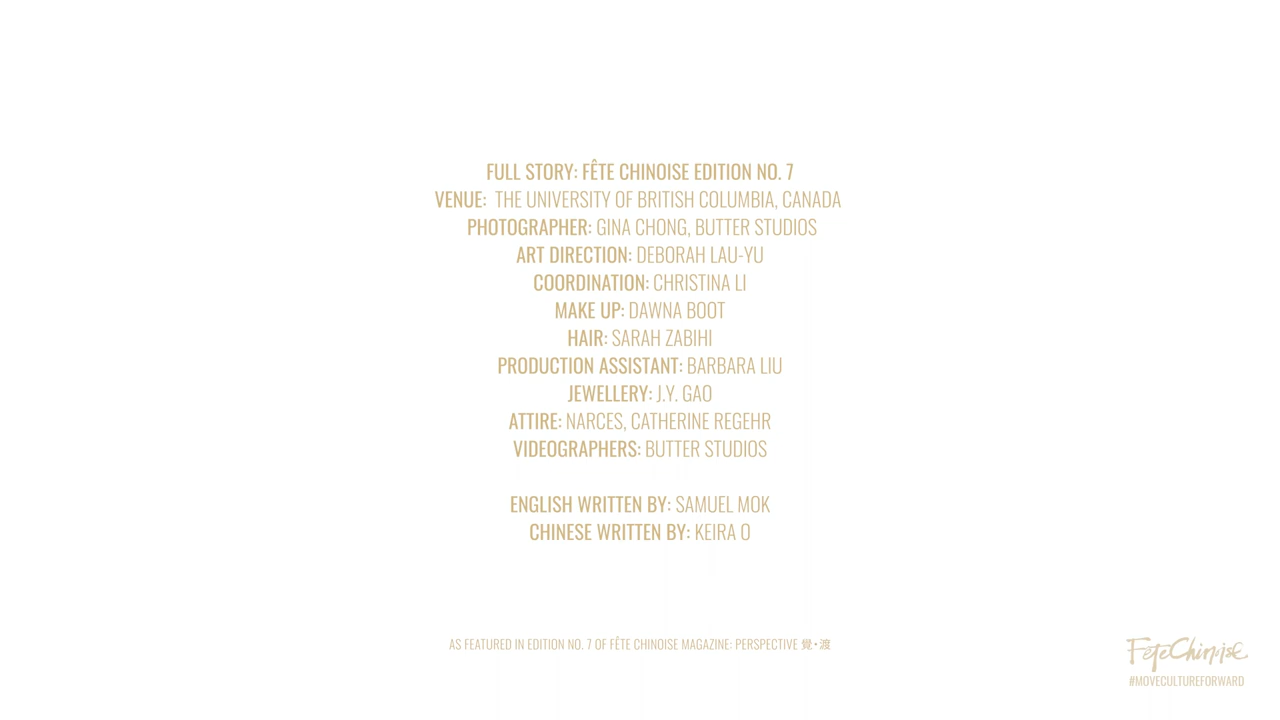 FULL STORY: FÊTE CHINOISE EDITION NO. 7
VENUE: THE UNIVERSITY OF BRITISH COLUMBIA, CANADA
PHOTOGRAPHER: GINA CHONG, BUTTER STUDIOS
ART DIRECTION: DEBORAH LAU-YU
COORDINATION: CHRISTINA LI
MAKE UP: DAWNA BOOT
HAIR: SARAH ZABIHI
PRODUCTION ASSISTANT: BARBARA LIU
JEWELLERY: J.Y. GAO
ATTIRE: NARCES, CATHERINE REGEHR
VIDEOGRAPHERS: BUTTER STUDIOS
ENGLISH WRITTEN BY: SAMUEL MOK
CHINESE WRITTEN BY: KEIRA O
AS FEATURED IN EDITION NO. 7 OF FÊTE CHINOISE MAGAZINE: PERSPECTIVE 覺・渡
FêteChinoise
#MOVECULTUREFORWARD